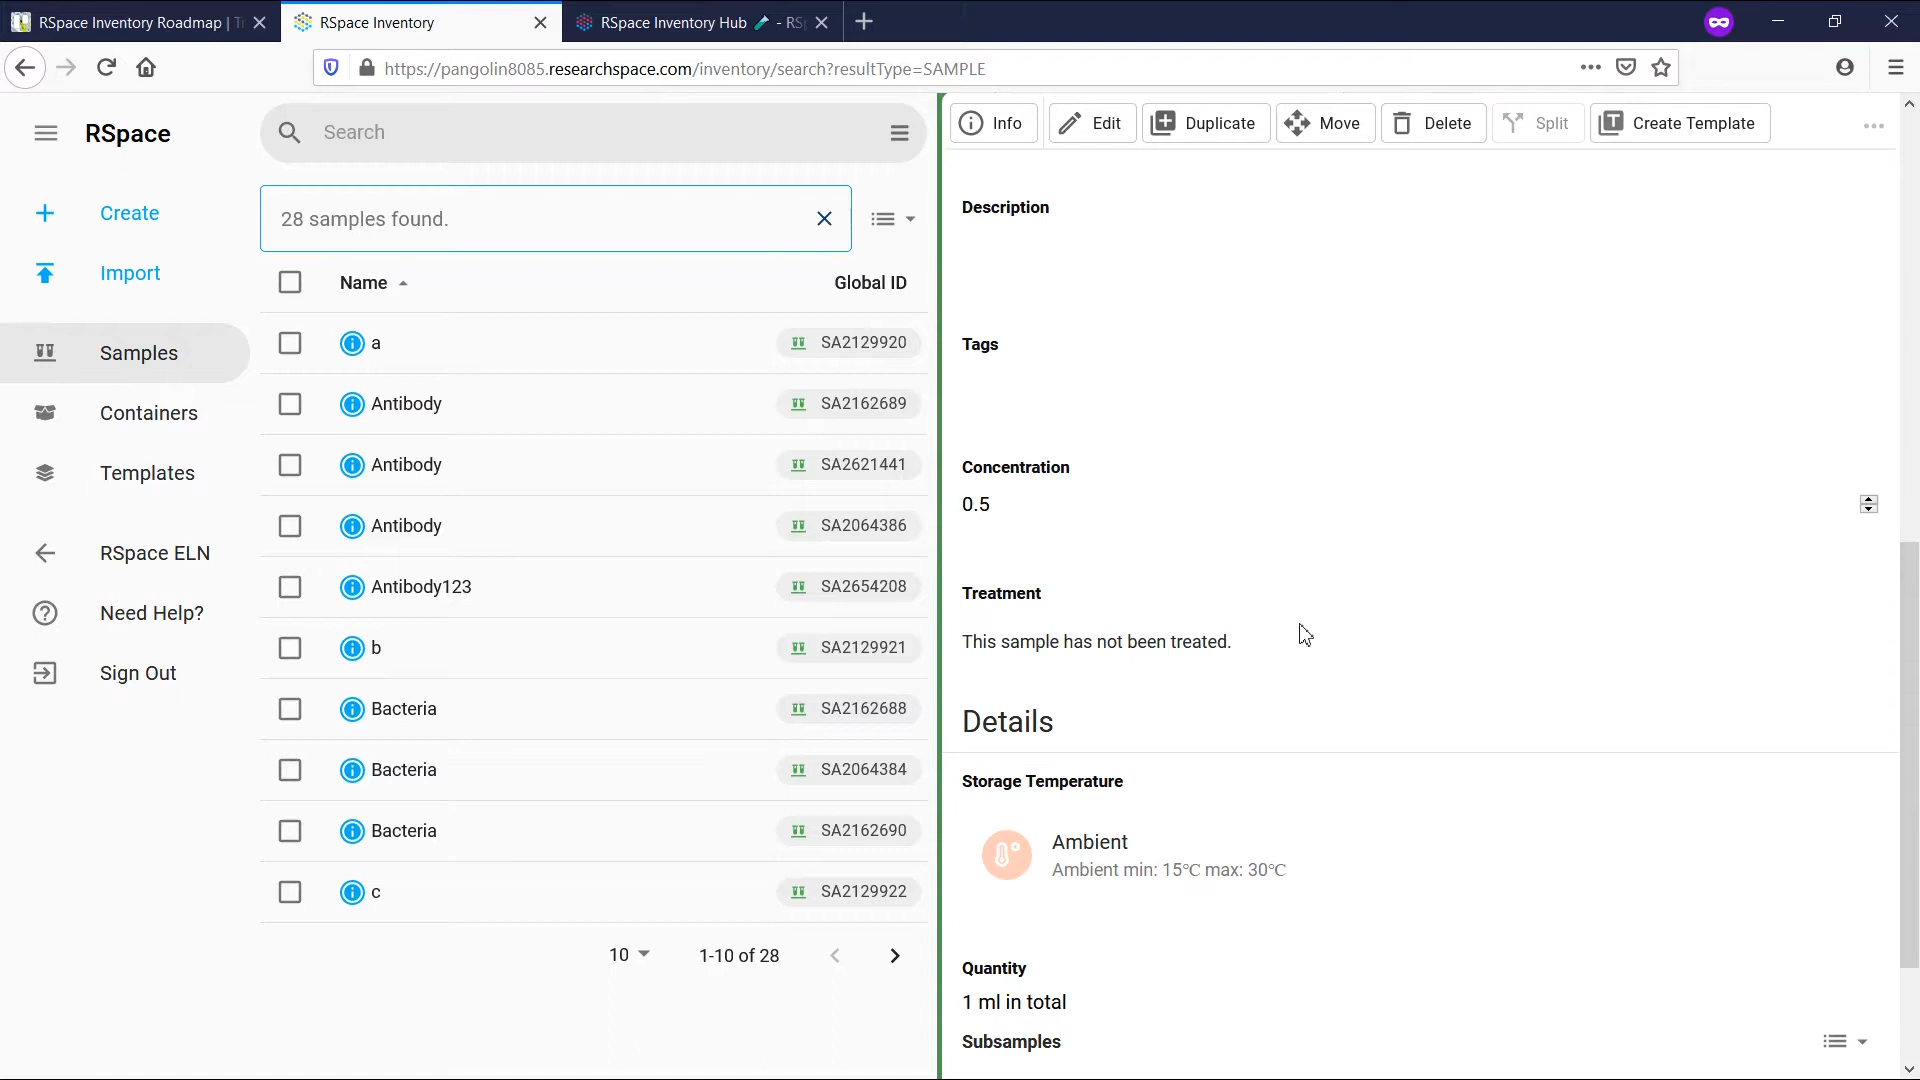 RSpace Inventory Roadmap | Tr
RSpace Inventory
RSpace Inventory Hub - RSp
https://pangolin8085.researchspace.com/inventory/search?resultType=SAMPLE
RSpace
Create
Import
Samples
Containers
Templates
RSpace ELN
Need Help?
Sign Out
Search
28 samples found.
Name Global ID
a SA2129920
Antibody SA2162689
Antibody SA2621441
Antibody SA2064386
Antibody123 SA2654208
b SA2129921
Bacteria SA2162688
Bacteria SA2064384
Bacteria SA2162690
c SA2129922
10 1-10 of 28
Info Edit Duplicate Move Delete Split Create Template
Description
Tags
Concentration
0.5
Treatment
This sample has not been treated.
Details
Storage Temperature
Ambient
Ambient min: 15°C max: 30°C
Quantity
1 ml in total
Subsamples